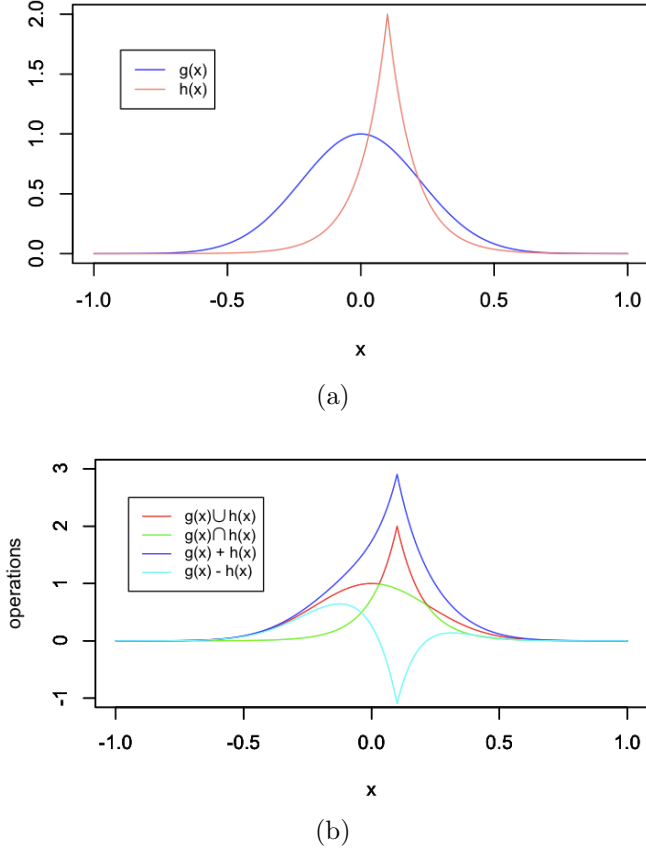 2.0
1.5
1.0
0.5
0.0
g(x)
h(x)
-1.0 -0.5 0.0 0.5 1.0
x
(a)
operations
3
2
1
0
-1
g(x)⋃h(x)
g(x)⋂h(x)
g(x) + h(x)
g(x) - h(x)
-1.0 -0.5 0.0 0.5 1.0
x
(b)